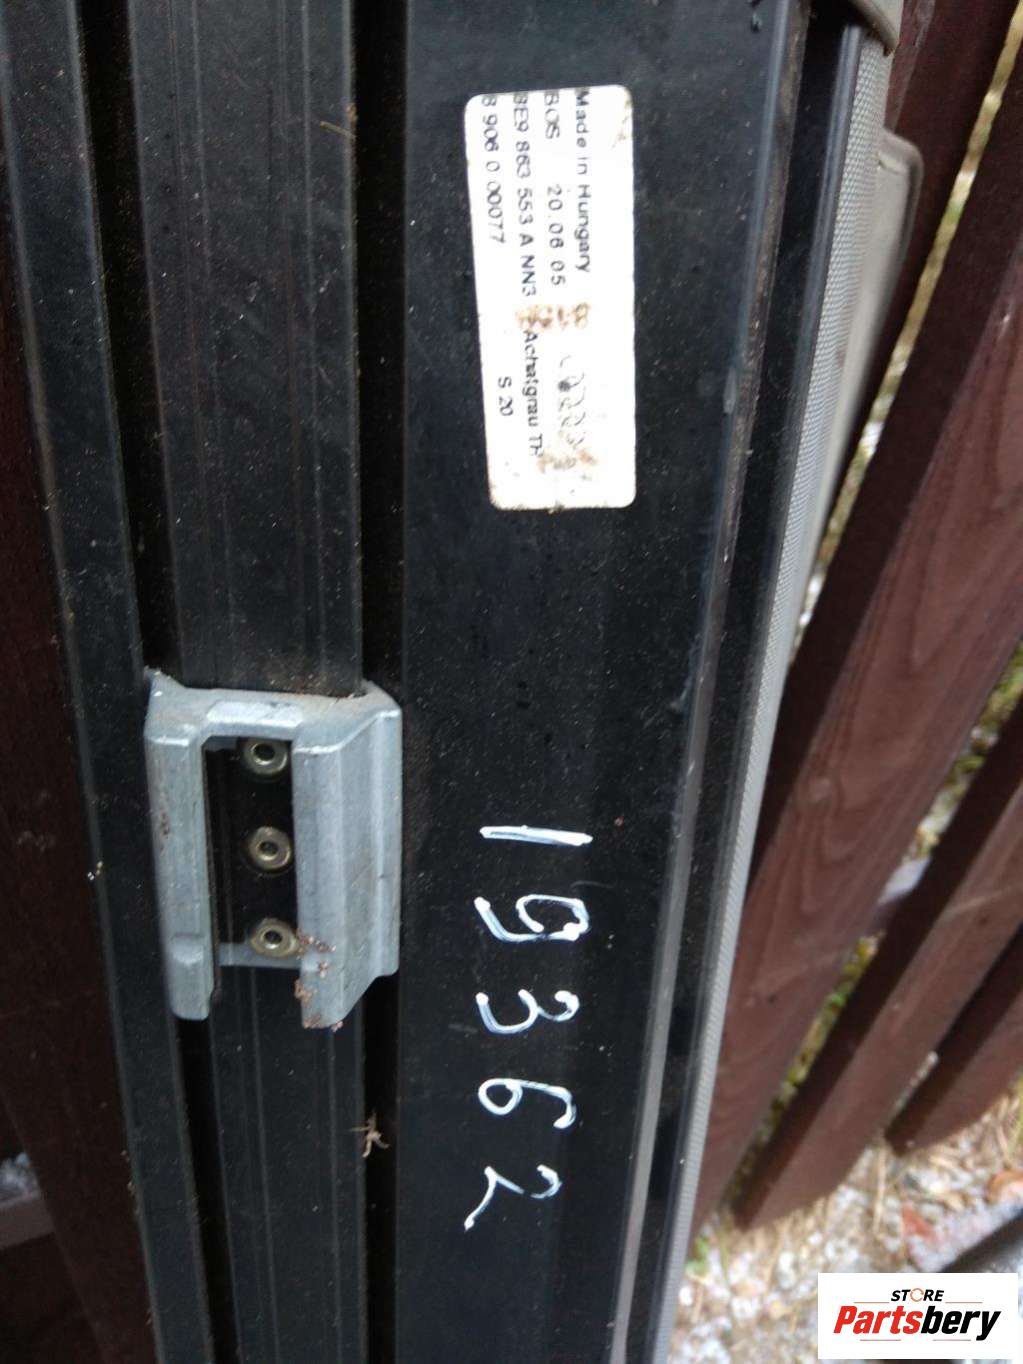 Made in Hungary
BOS 20.06 05
8E9 863 553 A NN3 Achatgrau
8 906 0 00077 S 20
19362
STORE
Partsbery